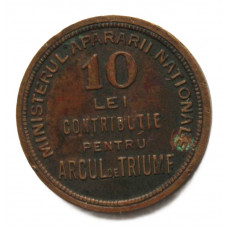 MINISTERUL APARARII NATIONALE
10
LEI
CONTRIBUTIE
PENTRU
ARCUL DE TRIUMF